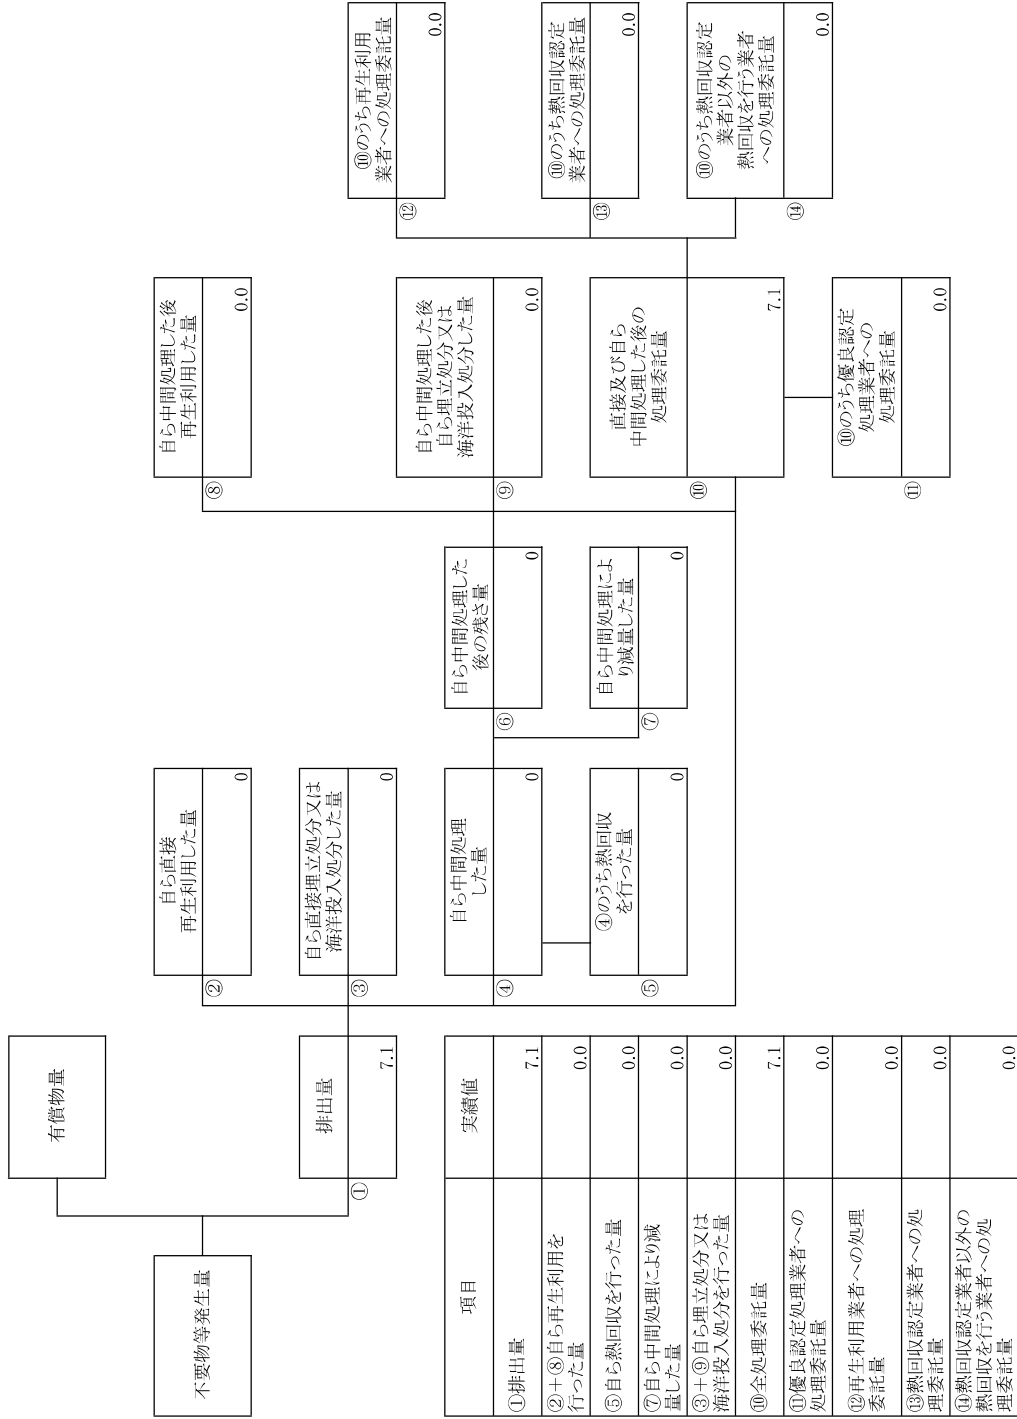 不要物等発生量
有償物量
①
排出量
7.1
②
自ら直接
再生利用した量
0
③
自ら直接埋立処分又は
海洋投入処分した量
0
④
自ら中間処理
した量
0
⑤
④のうち熱回収
を行った量
0
⑥
自ら中間処理した
後の残さ量
0
⑦
自ら中間処理によ
り減量した量
0
⑧
自ら中間処理した後
再生利用した量
0.0
⑨
自ら中間処理した後
自ら埋立処分又は
海洋投入処分した量
0.0
⑩
直接及び自ら
中間処理した後の
処理委託量
7.1
⑪
⑩のうち優良認定
処理業者への
処理委託量
0.0
⑫
⑩のうち再生利用
業者への処理委託量
0.0
⑬
⑩のうち熱回収認定
業者への処理委託量
0.0
⑭
⑩のうち熱回収認定
業者以外の
熱回収を行う業者
への処理委託量
0.0
項目 実績値
①排出量 7.1
②+⑧自ら再生利用を
行った量 0.0
⑤自ら熱回収を行った量 0.0
⑦自ら中間処理により減
量した量 0.0
③+⑨自ら埋立処分又は
海洋投入処分を行った量 0.0
⑩全処理委託量 7.1
⑪優良認定処理業者への
処理委託量 0.0
⑫再生利用業者への処理
委託量 0.0
⑬熱回収認定業者への処
理委託量 0.0
⑭熱回収認定業者以外の
熱回収を行う業者への処
理委託量 0.0